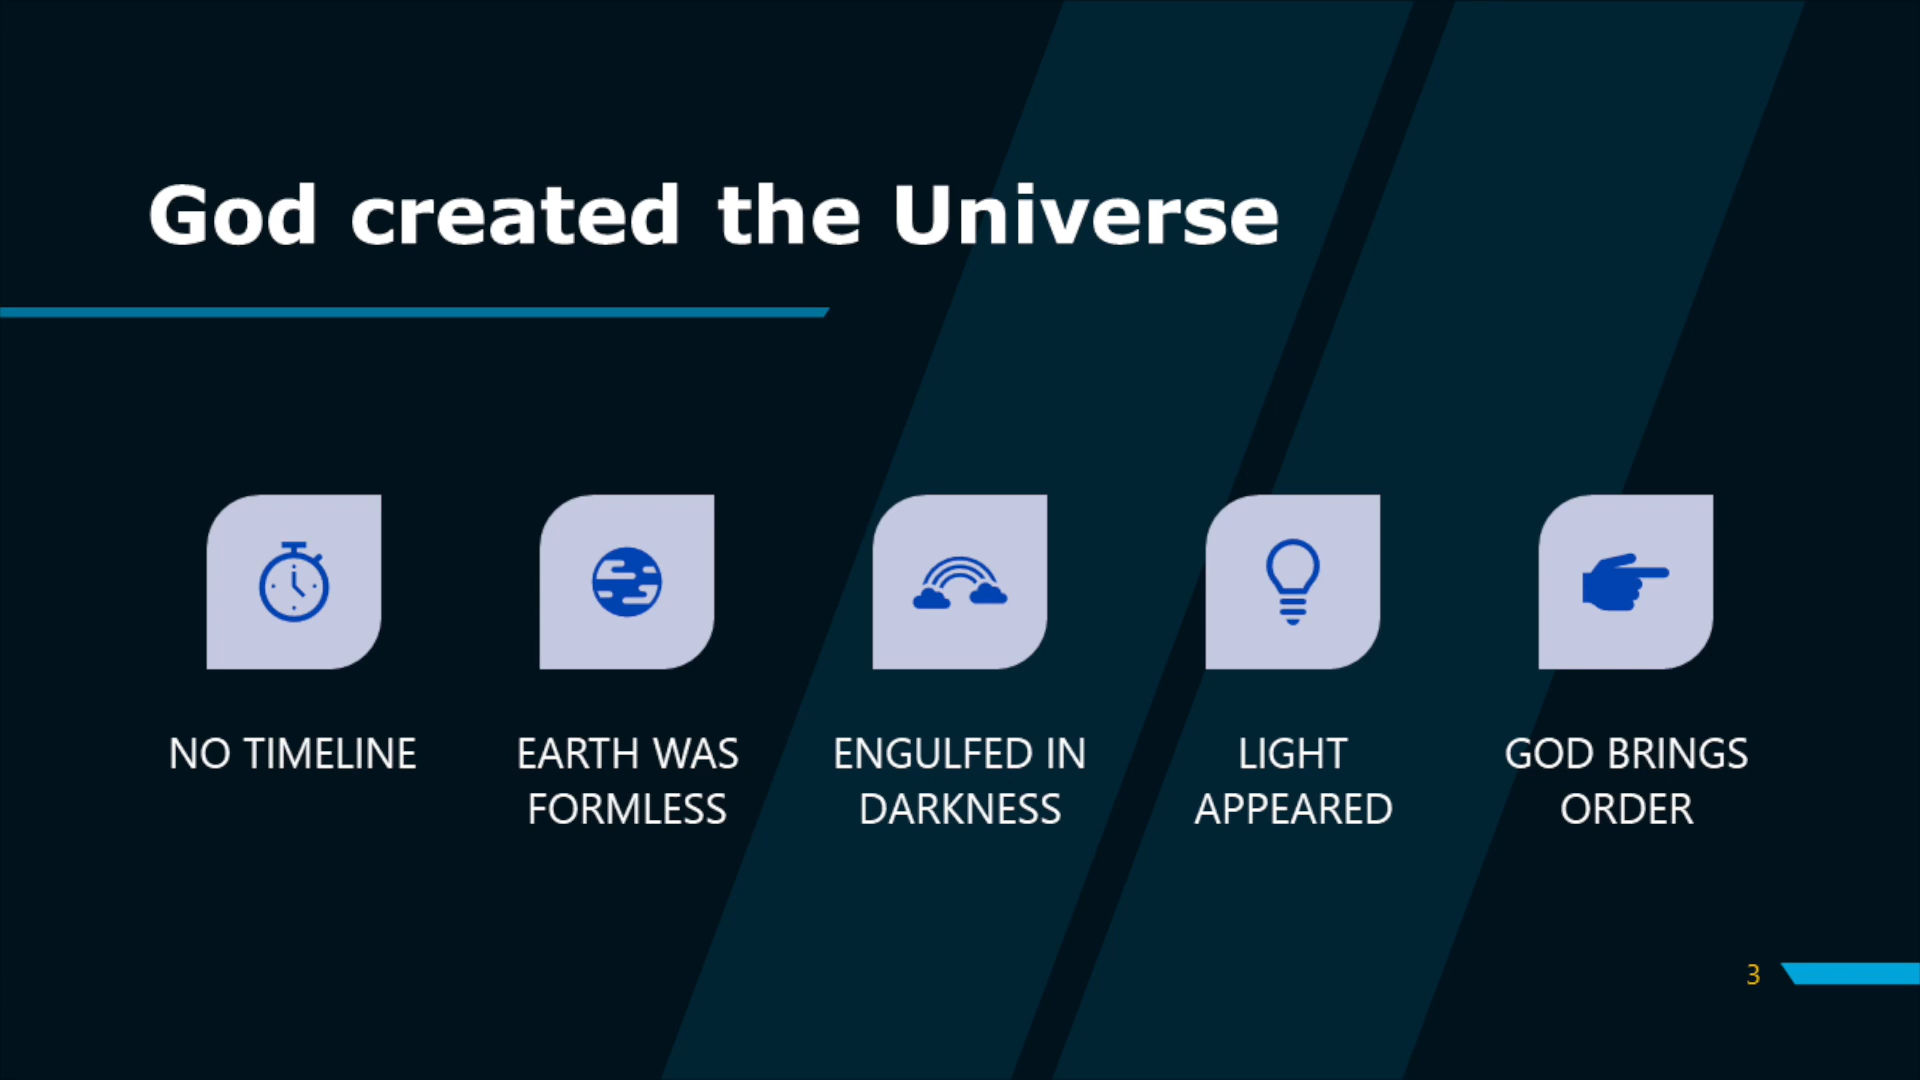 God created the Universe
NO TIMELINE
EARTH WAS
FORMLESS
ENGULFED IN
DARKNESS
LIGHT
APPEARED
GOD BRINGS
ORDER
3